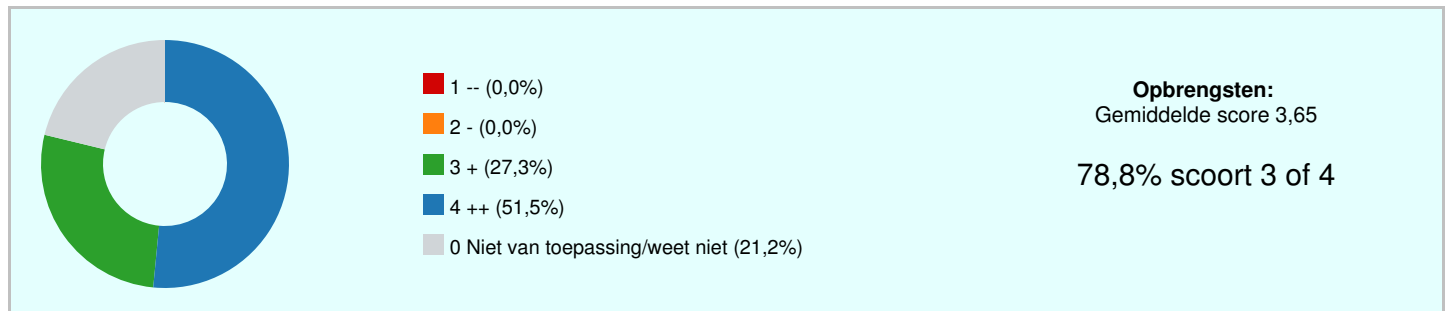 1 -- (0,0%)
2 - (0,0%)
3 + (27,3%)
4 ++ (51,5%)
0 Niet van toepassing/weet niet (21,2%)
Opbrengsten:
Gemiddelde score 3,65
78,8% scoort 3 of 4